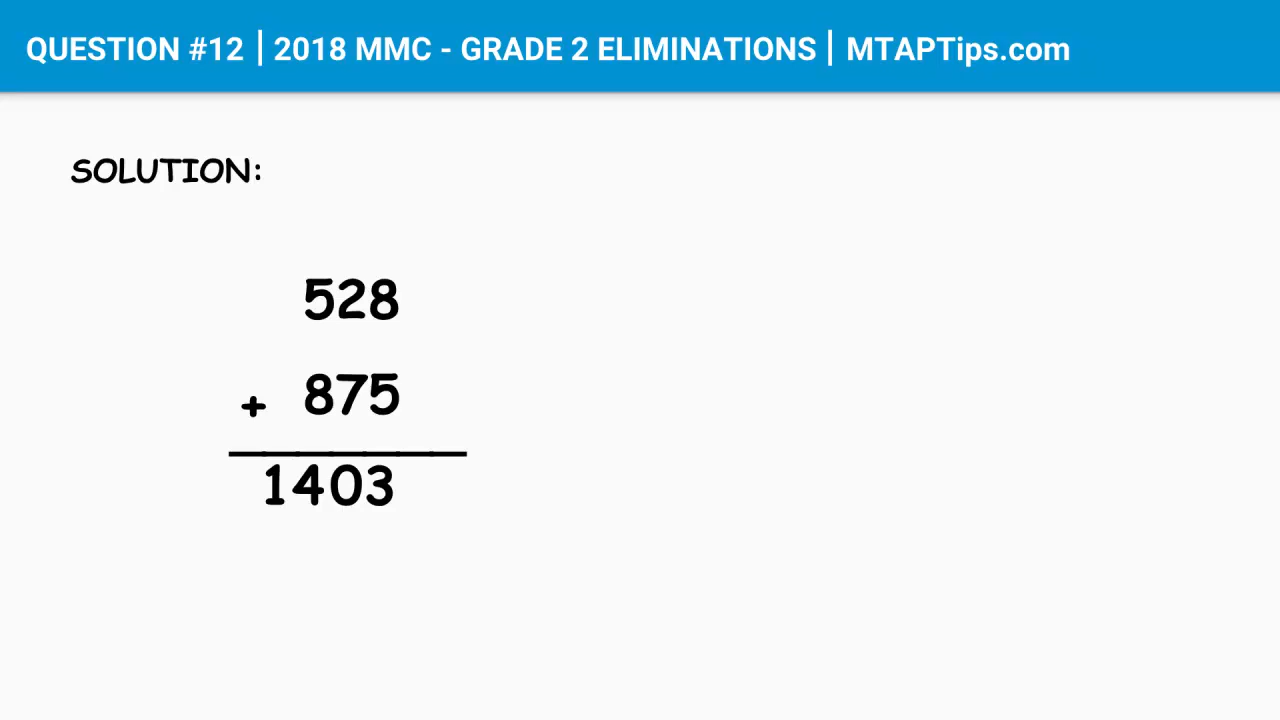 QUESTION #12 | 2018 MMC - GRADE 2 ELIMINATIONS | MTAPTips.com
SOLUTION:
528
+ 875
1403